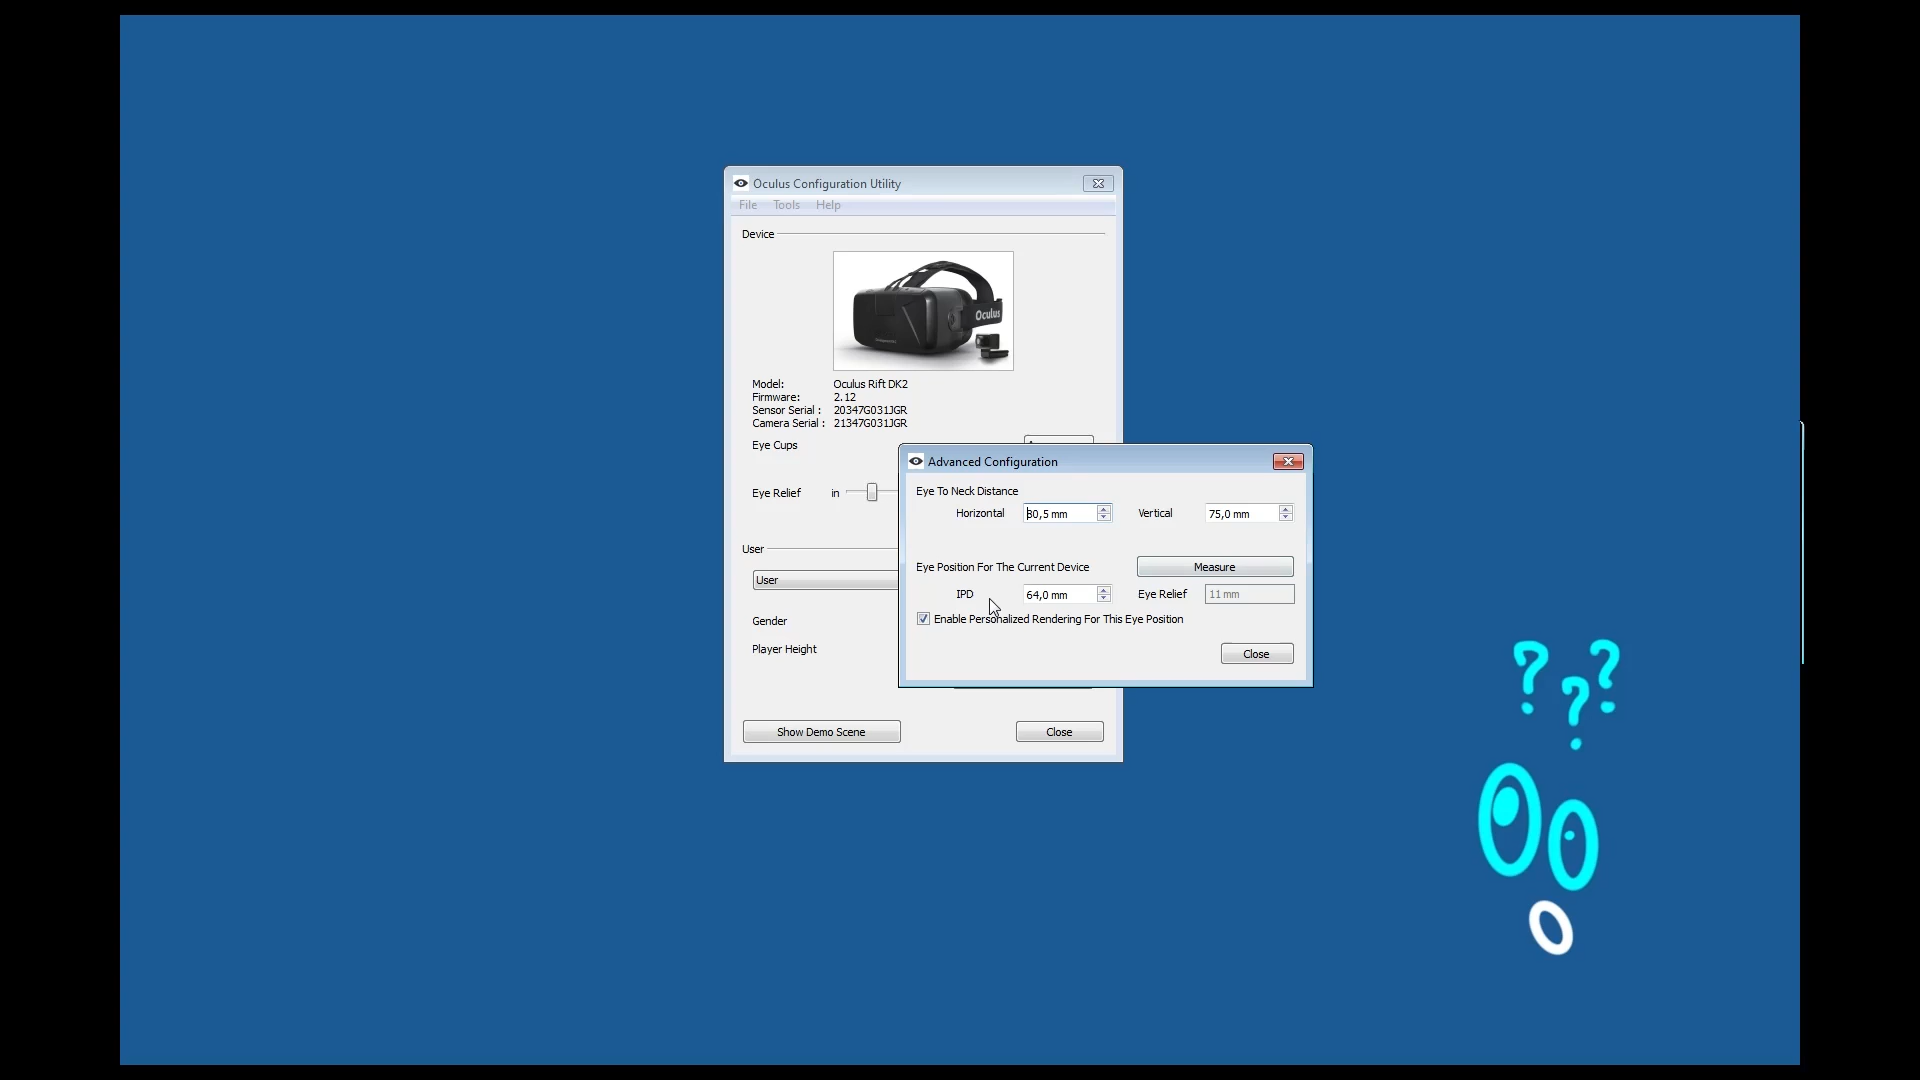 Oculus Configuration Utility
File Tools Help
Device
Oculus
Model: Oculus Rift DK2
Firmware: 2.12
Sensor Serial : 20347G031JGR
Camera Serial : 21347G031JGR
Eye Cups
Eye Relief in
User
User
Gender
Player Height
Show Demo Scene Close
Advanced Configuration
Eye To Neck Distance
Horizontal 80,5 mm Vertical 75,0 mm
Eye Position For The Current Device Measure
IPD 64,0 mm Eye Relief 11 mm
Enable Personalized Rendering For This Eye Position
Close
? ? ?